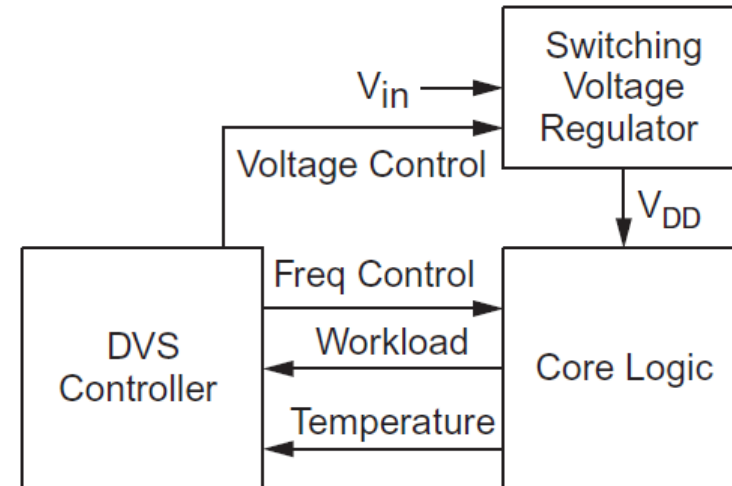 Switching
Voltage
Regulator
Vin
Voltage Control
VDD
Freq Control
Workload
Temperature
DVS
Controller
Core Logic